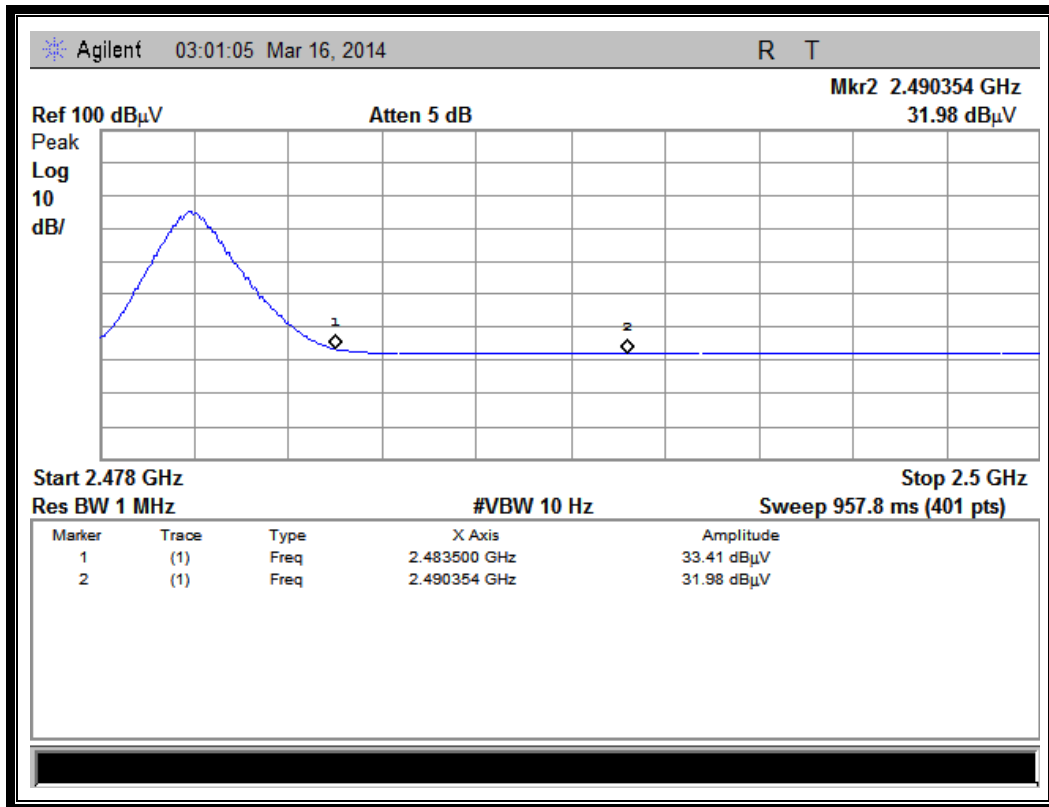 Agilent 03:01:05 Mar 16, 2014 R T
Mkr2 2.490354 GHz
Ref 100 dBµV Atten 5 dB 31.98 dBµV
Peak
Log
10
dB/
1
2
Start 2.478 GHz Stop 2.5 GHz
Res BW 1 MHz #VBW 10 Hz Sweep 957.8 ms (401 pts)
Marker Trace Type X Axis Amplitude
1 (1) Freq 2.483500 GHz 33.41 dBµV
2 (1) Freq 2.490354 GHz 31.98 dBµV